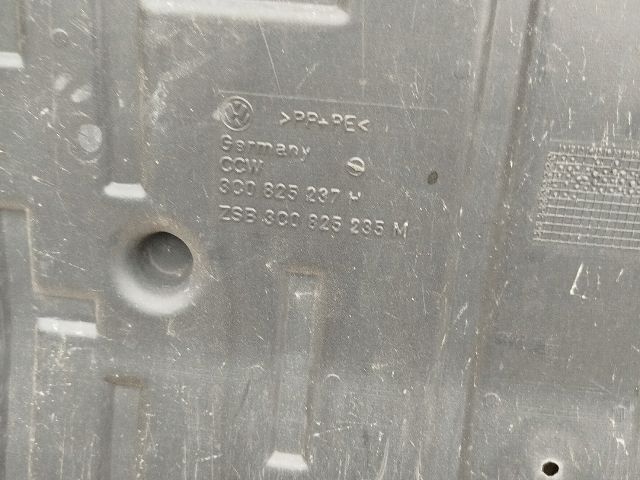 >PP+PE<
Germany
CCW
3C0 825 237 H
ZSB 3C0 825 235 M